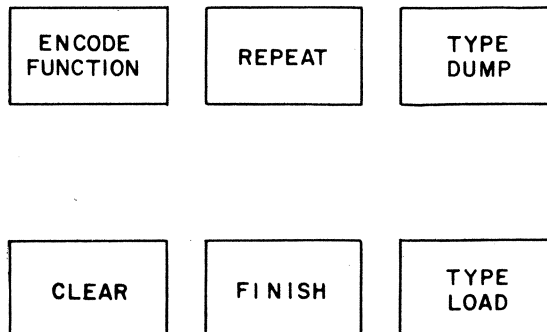 ENCODE
FUNCTION
REPEAT
TYPE
DUMP
CLEAR
FINISH
TYPE
LOAD